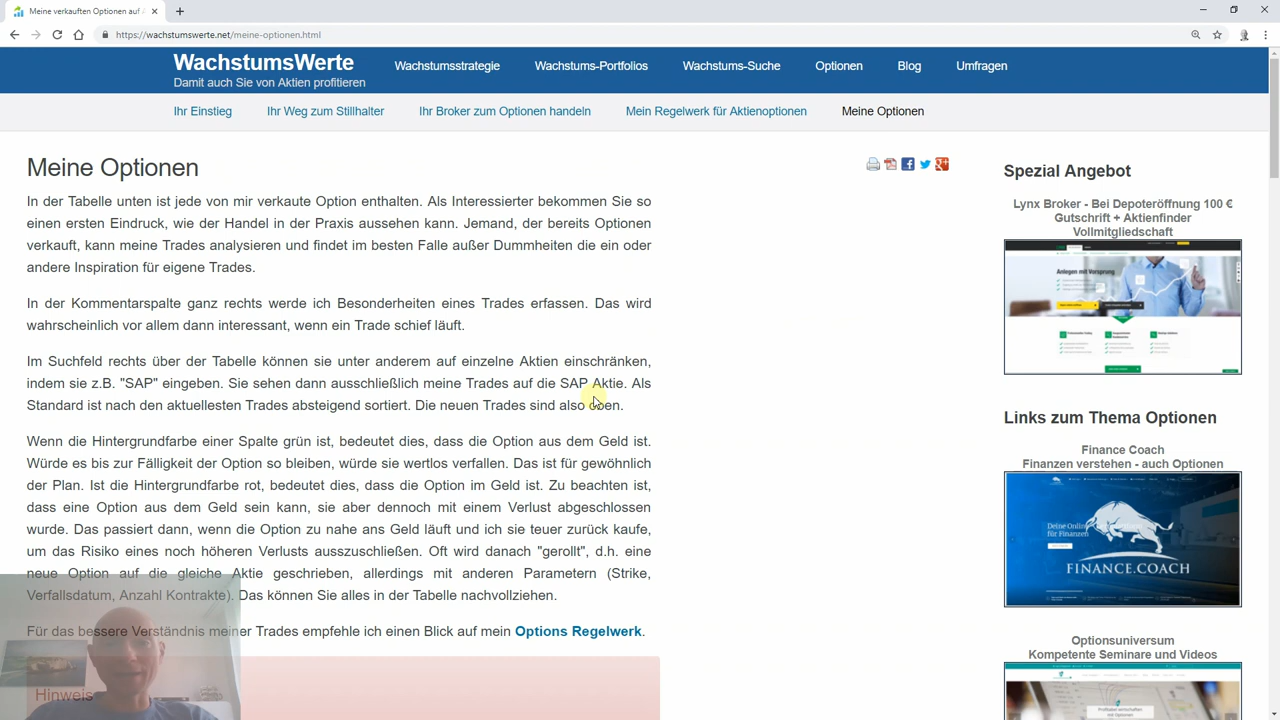 Meine verkauften Optionen auf
https://wachstumswerte.net/meine-optionen.html
WachstumsWerte
Damit auch Sie von Aktien profitieren
Wachstumsstrategie Wachstums-Portfolios Wachstums-Suche Optionen Blog Umfragen
Ihr Einstieg Ihr Weg zum Stillhalter Ihr Broker zum Optionen handeln Mein Regelwerk für Aktienoptionen Meine Optionen
Meine Optionen
In der Tabelle unten ist jede von mir verkaute Option enthalten. Als Interessierter bekommen Sie so
einen ersten Eindruck, wie der Handel in der Praxis aussehen kann. Jemand, der bereits Optionen
verkauft, kann meine Trades analysieren und findet im besten Falle außer Dummheiten die ein oder
andere Inspiration für eigene Trades.
In der Kommentarspalte ganz rechts werde ich Besonderheiten eines Trades erfassen. Das wird
wahrscheinlich vor allem dann interessant, wenn ein Trade schief läuft.
Im Suchfeld rechts über der Tabelle können sie unter anderem auf einzelne Aktien einschränken,
indem sie z.B. "SAP" eingeben. Sie sehen dann ausschließlich meine Trades auf die SAP Aktie. Als
Standard ist nach den aktuellesten Trades absteigend sortiert. Die neuen Trades sind also oben.
Wenn die Hintergrundfarbe einer Spalte grün ist, bedeutet dies, dass die Option aus dem Geld ist.
Würde es bis zur Fälligkeit der Option so bleiben, würde sie wertlos verfallen. Das ist für gewöhnlich
der Plan. Ist die Hintergrundfarbe rot, bedeutet dies, dass die Option im Geld ist. Zu beachten ist,
dass eine Option aus dem Geld sein kann, sie aber dennoch mit einem Verlust abgeschlossen
wurde. Das passiert dann, wenn die Option zu nahe ans Geld läuft und ich sie teuer zurück kaufe,
um das Risiko eines noch höheren Verlusts ausszuschließen. Oft wird danach "gerollt", d.h. eine
neue Option auf die gleiche Aktie geschrieben, allerdings mit anderen Parametern (Strike,
Verfallsdatum, Anzahl Kontrakte). Das können Sie alles in der Tabelle nachvollziehen.
Für das bessere Verständnis meiner Trades empfehle ich einen Blick auf mein Options Regelwerk.
Hinweis
Spezial Angebot
Lynx Broker - Bei Depoteröffnung 100 €
Gutschrift + Aktienfinder
Vollmitgliedschaft
Anlegen mit Vorsprung
Links zum Thema Optionen
Finance Coach
Finanzen verstehen - auch Optionen
Deine Online
für Finanzen
FINANCE.COACH
Optionsuniversum
Kompetente Seminare und Videos